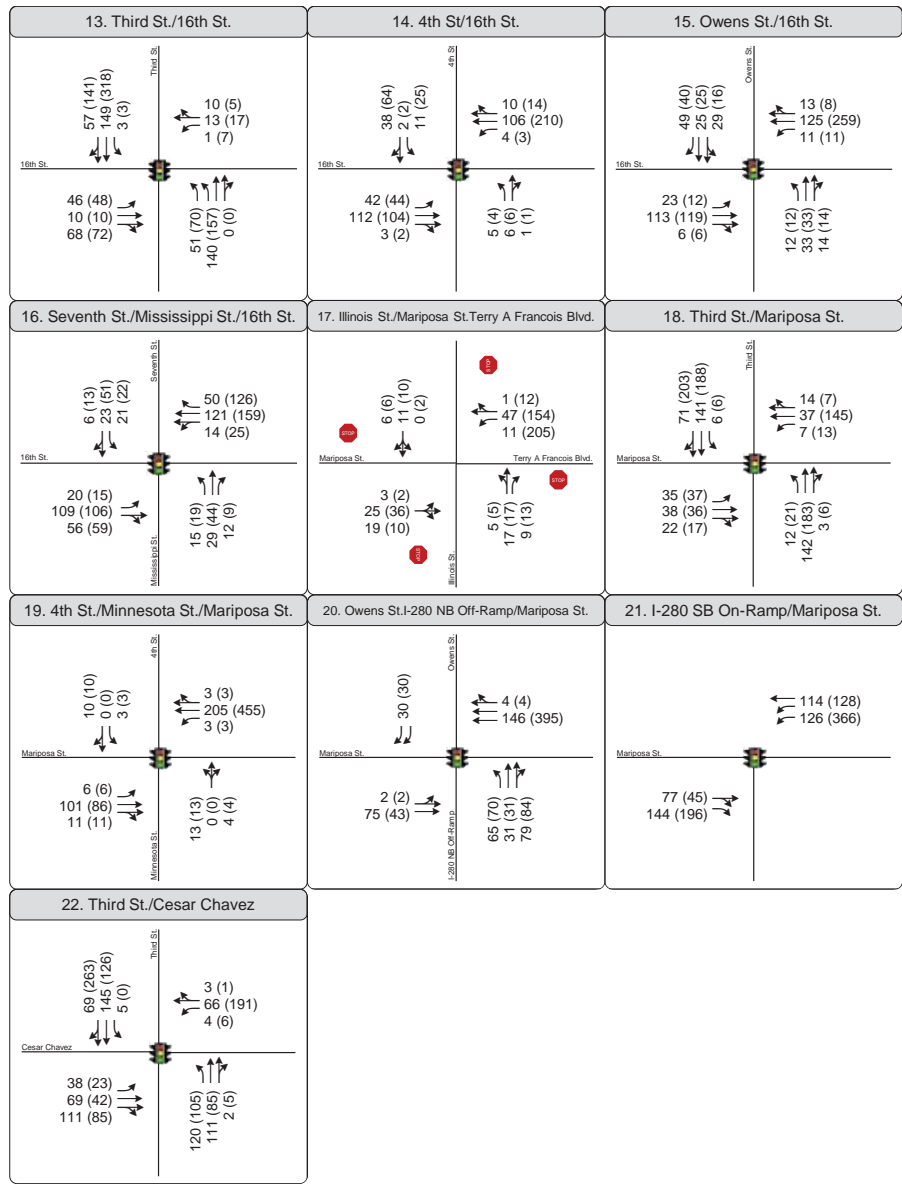 13. Third St./16th St.
Third St.
57 (141)
149 (318)
3 (3)
10 (5)
13 (17)
1 (7)
16th St.
46 (48)
10 (10)
68 (72)
51 (70)
140 (157)
0 (0)
14. 4th St/16th St.
4th St.
38 (64)
2 (2)
11 (25)
10 (14)
106 (210)
4 (3)
16th St.
42 (44)
112 (104)
3 (2)
5 (4)
6 (6)
1 (1)
15. Owens St./16th St.
Owens St.
49 (40)
25 (25)
29 (16)
13 (8)
125 (259)
11 (11)
16th St.
23 (12)
113 (119)
6 (6)
12 (12)
33 (33)
14 (14)
16. Seventh St./Mississippi St./16th St.
Seventh St.
6 (13)
23 (51)
21 (22)
50 (126)
121 (159)
14 (25)
16th St.
20 (15)
109 (106)
56 (59)
Mississippi St.
15 (19)
29 (44)
12 (9)
17. Illinois St./Mariposa St.Terry A Francois Blvd.
STOP
6 (6)
11 (10)
0 (2)
1 (12)
47 (154)
11 (205)
STOP
Mariposa St.
Terry A Francois Blvd.
STOP
3 (2)
25 (36)
19 (10)
STOP
Illinois St.
5 (5)
17 (17)
9 (13)
18. Third St./Mariposa St.
Third St.
71 (203)
141 (188)
6 (6)
14 (7)
37 (145)
7 (13)
Mariposa St.
35 (37)
38 (36)
22 (17)
12 (21)
142 (183)
3 (6)
19. 4th St./Minnesota St./Mariposa St.
4th St.
10 (10)
0 (0)
3 (3)
3 (3)
205 (455)
3 (3)
Mariposa St.
6 (6)
101 (86)
11 (11)
Minnesota St.
13 (13)
0 (0)
4 (4)
20. Owens St.I-280 NB Off-Ramp/Mariposa St.
Owens St.
30 (30)
4 (4)
146 (395)
Mariposa St.
2 (2)
75 (43)
I-280 NB Off-Ramp
65 (70)
31 (31)
79 (84)
21. I-280 SB On-Ramp/Mariposa St.
114 (128)
126 (366)
Mariposa St.
77 (45)
144 (196)
22. Third St./Cesar Chavez
Third St.
69 (263)
145 (126)
5 (0)
3 (1)
66 (191)
4 (6)
Cesar Chavez
38 (23)
69 (42)
111 (85)
120 (105)
111 (85)
2 (5)